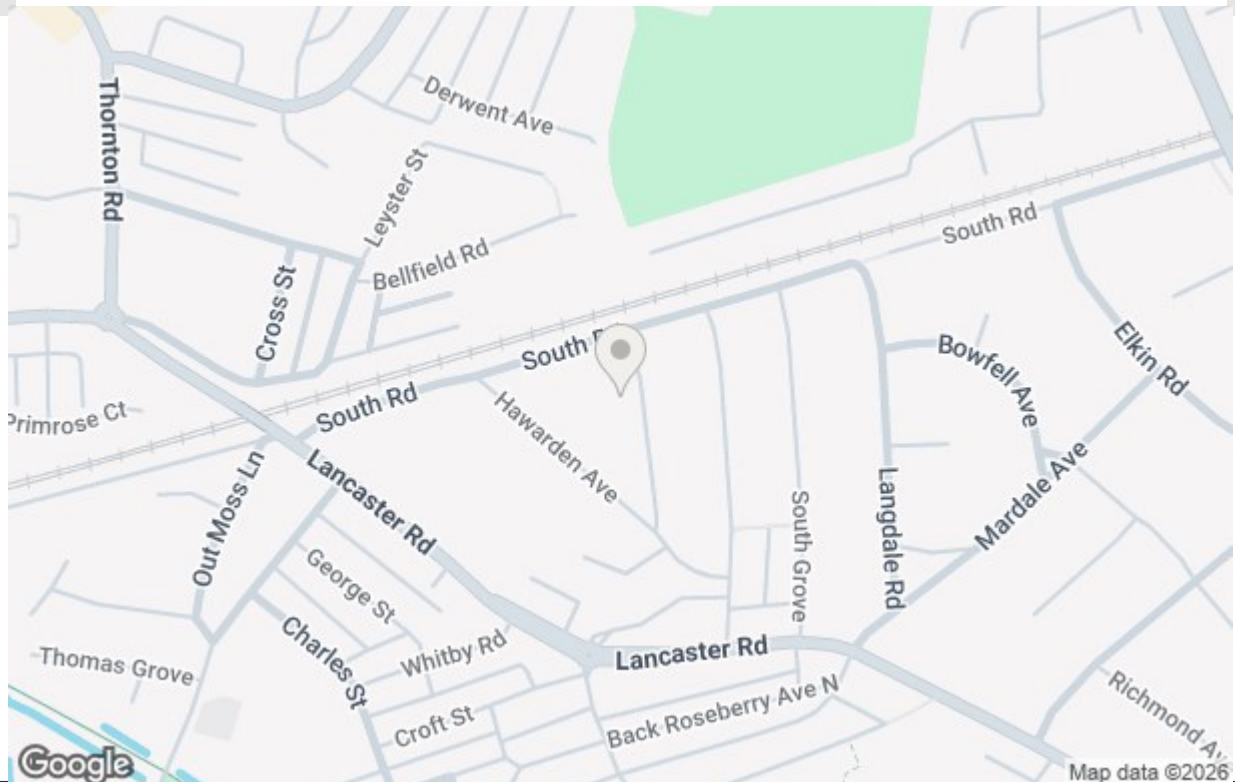 Derwent Ave
Thornton Rd
Leyster St
South Rd
Bellfield Rd
Cross St
Elkin Rd
South
Bowfell Ave
Primrose Ct
South Rd
Hawarden Ave
Lancaster Rd
Out Moss Ln
Mardale Ave
Langdale Rd
South Grove
George St
Charles St
Whitby Rd
Lancaster Rd
Thomas Grove
Back Roseberry Ave N
Croft St
Richmond
Google
Map data ©2026